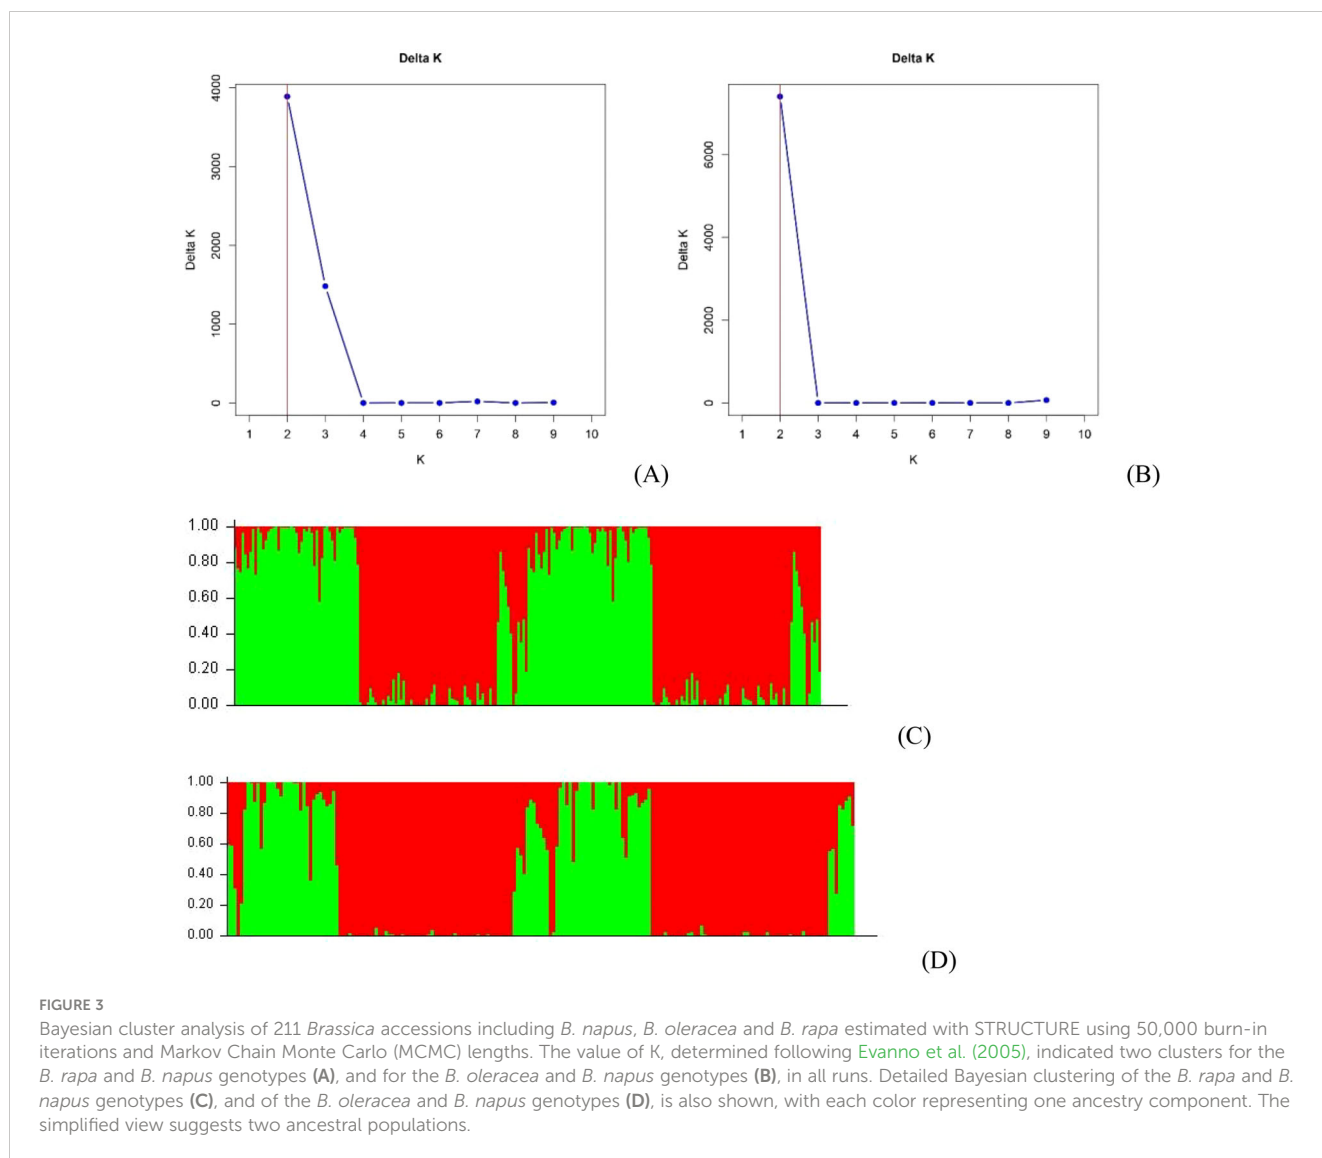 Delta K
Delta K
4000
3000
2000
1000
0
Delta K
1 2 3 4 5 6 7 8 9 10
K
(A)
6000
4000
2000
0
Delta K
1 2 3 4 5 6 7 8 9 10
K
(B)
1.00
0.80
0.60
0.40
0.20
0.00
(C)
1.00
0.80
0.60
0.40
0.20
0.00
(D)
FIGURE 3
Bayesian cluster analysis of 211 Brassica accessions including B. napus, B. oleracea and B. rapa estimated with STRUCTURE using 50,000 burn-in
iterations and Markov Chain Monte Carlo (MCMC) lengths. The value of K, determined following Evanno et al. (2005), indicated two clusters for the
B. rapa and B. napus genotypes (A), and for the B. oleracea and B. napus genotypes (B), in all runs. Detailed Bayesian clustering of the B. rapa and B.
napus genotypes (C), and of the B. oleracea and B. napus genotypes (D), is also shown, with each color representing one ancestry component. The
simplified view suggests two ancestral populations.